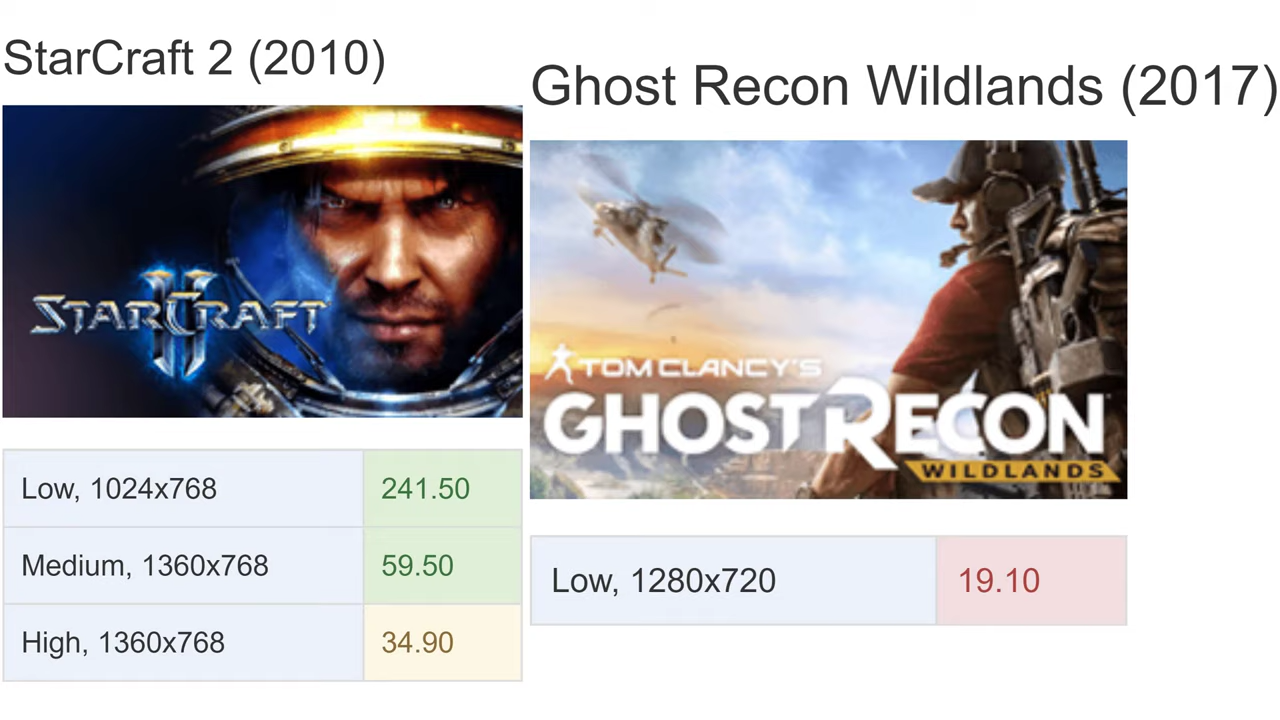 StarCraft 2 (2010)
STARCRAFT
II
Low, 1024x768 241.50
Medium, 1360x768 59.50
High, 1360x768 34.90
Ghost Recon Wildlands (2017)
TOM CLANCY'S
GHOST RECON
WILDLANDS
Low, 1280x720 19.10